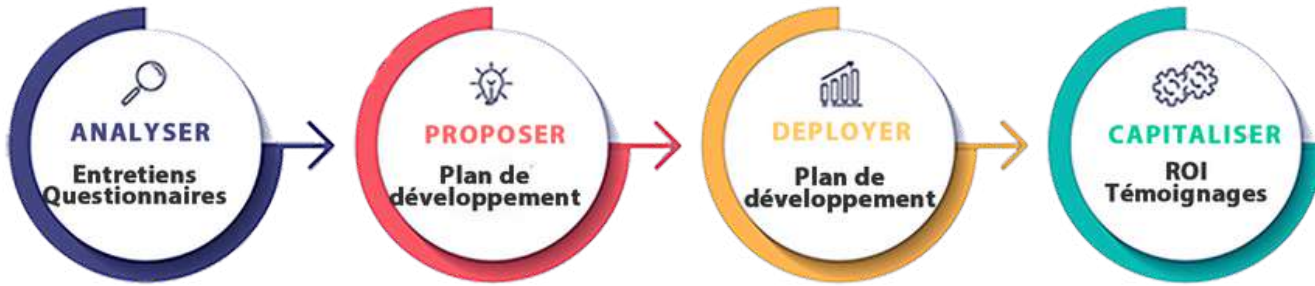 ANALYSER
Entretiens
Questionnaires
PROPOSER
Plan de
développement
DEPLOYER
Plan de
développement
CAPITALISER
ROI
Témoignages